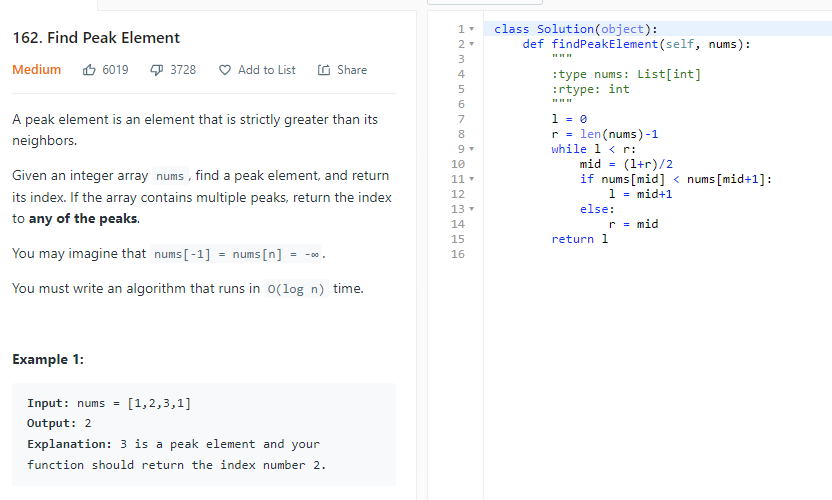 162. Find Peak Element
Medium 6019 3728 Add to List Share
A peak element is an element that is strictly greater than its
neighbors.
Given an integer array nums , find a peak element, and return
its index. If the array contains multiple peaks, return the index
to any of the peaks.
You may imagine that nums[-1] = nums[n] = -∞ .
You must write an algorithm that runs in O(log n) time.
Example 1:
Input: nums = [1,2,3,1]
Output: 2
Explanation: 3 is a peak element and your
function should return the index number 2.
1 class Solution(object):
2     def findPeakElement(self, nums):
3         """
4         :type nums: List[int]
5         :rtype: int
6         """
7         l = 0
8         r = len(nums)-1
9         while l < r:
10             mid = (l+r)/2
11             if nums[mid] < nums[mid+1]:
12                 l = mid+1
13             else:
14                 r = mid
15         return l
16